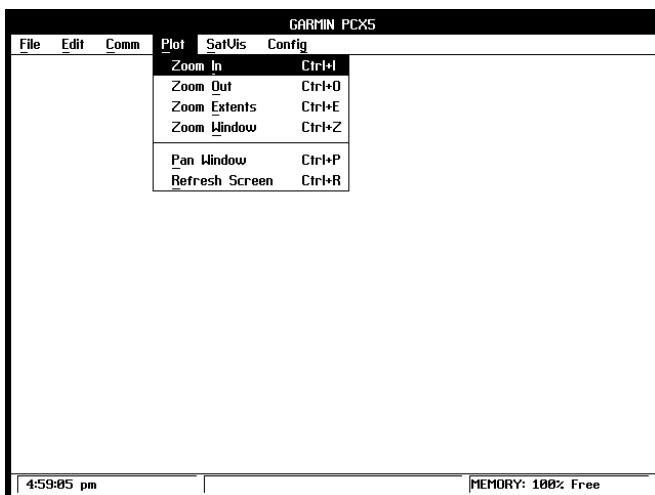 GARMIN PCX5
File Edit Comm Plot SatVis Config
Zoom In Ctrl+I
Zoom Out Ctrl+O
Zoom Extents Ctrl+E
Zoom Window Ctrl+Z
Pan Window Ctrl+P
Refresh Screen Ctrl+R
4:59:05 pm MEMORY: 100% Free